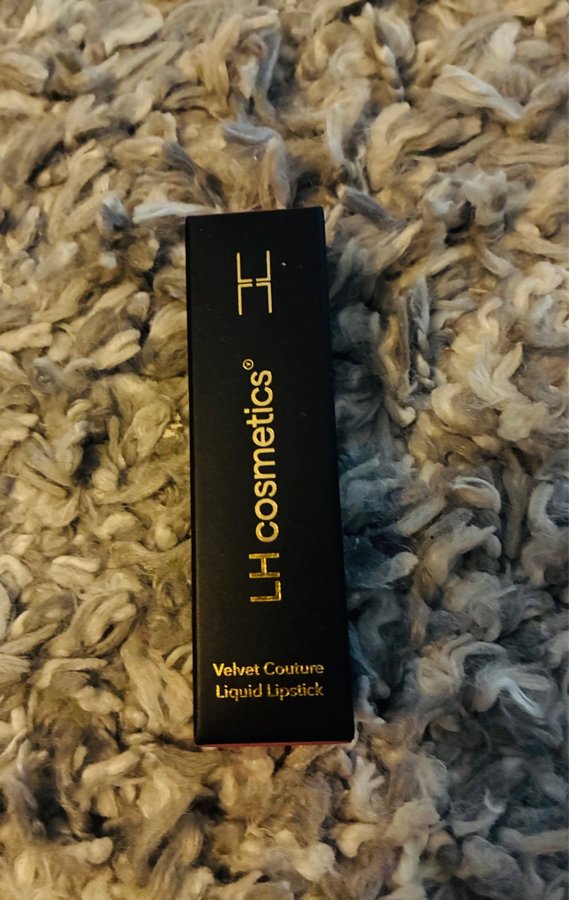 LH cosmetics®
Velvet Couture
Liquid Lipstick